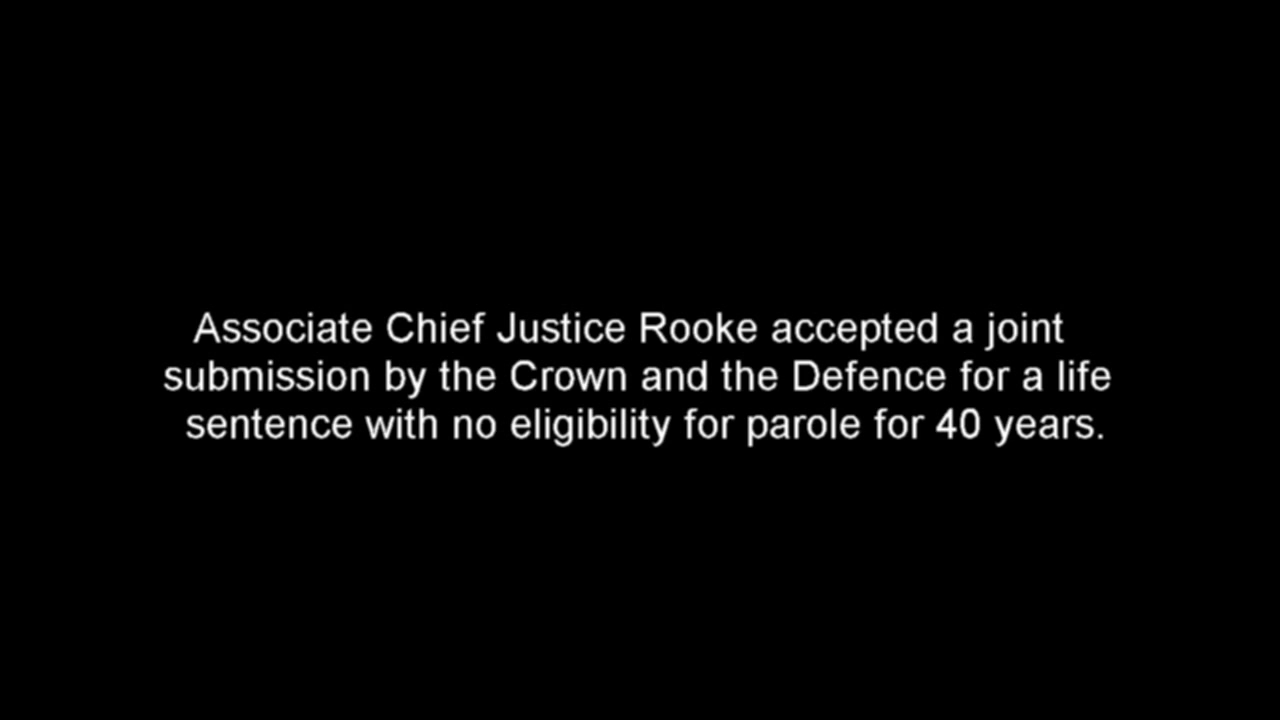 Associate Chief Justice Rooke accepted a joint
submission by the Crown and the Defence for a life
sentence with no eligibility for parole for 40 years.